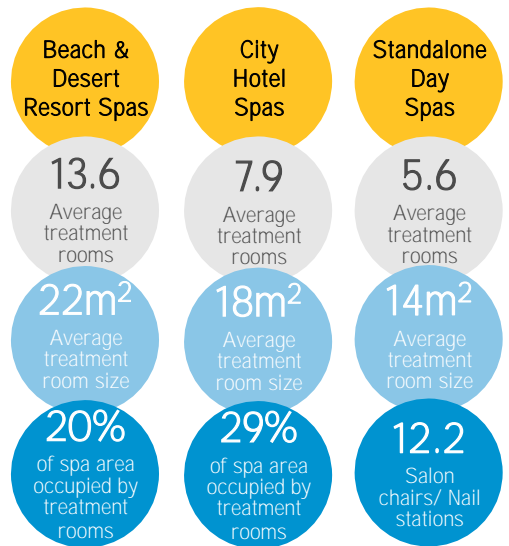 Beach &
Desert
Resort Spas
13.6
Average
treatment
rooms
22m²
Average
treatment
room size
20%
of spa area
occupied by
treatment
rooms
City
Hotel
Spas
7.9
Average
treatment
rooms
18m²
Average
treatment
room size
29%
of spa area
occupied by
treatment
rooms
Standalone
Day
Spas
5.6
Average
treatment
rooms
14m²
Average
treatment
room size
12.2
Salon
chairs/ Nail
stations